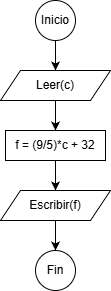 Inicio
Leer(c)
f = (9/5)*c + 32
Escribir(f)
Fin